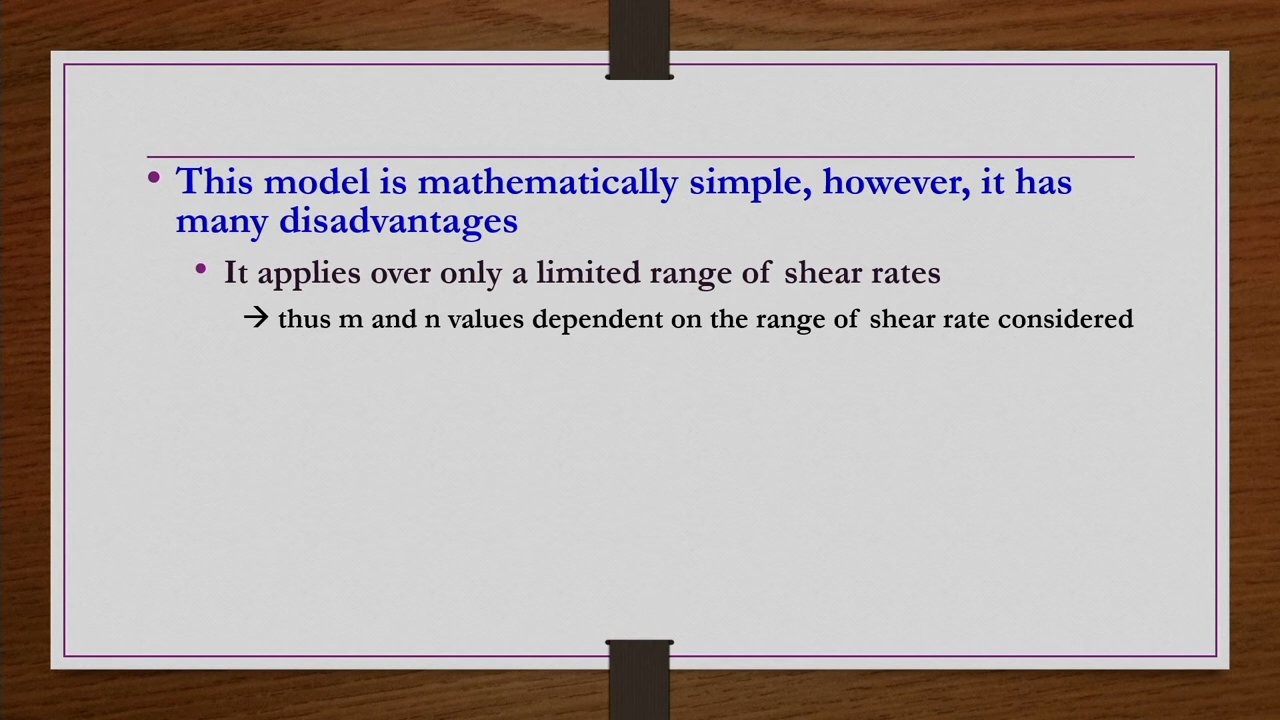 • This model is mathematically simple, however, it has
many disadvantages
• It applies over only a limited range of shear rates
→ thus m and n values dependent on the range of shear rate considered